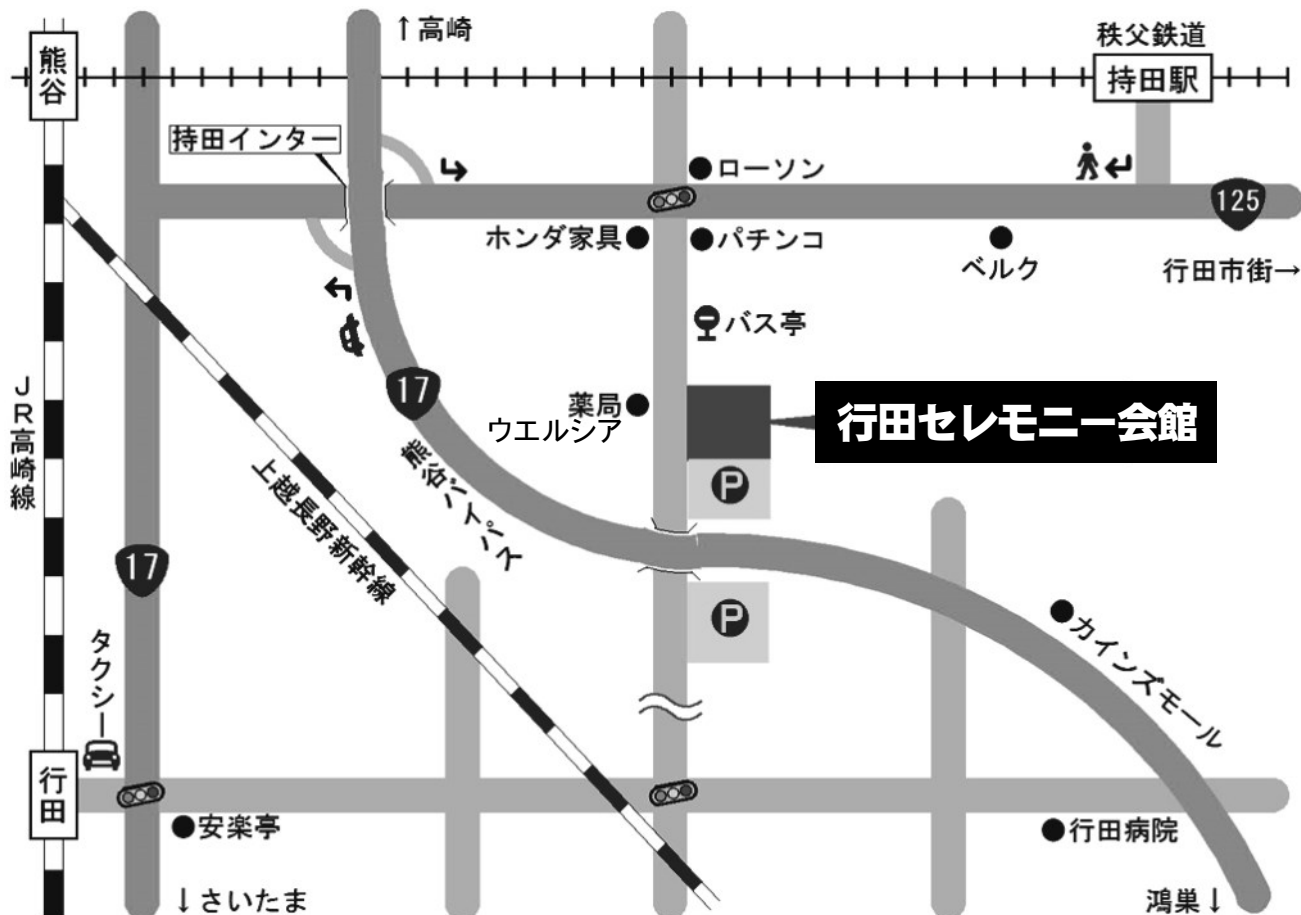 ↑高崎
秩父鉄道
熊谷
持田駅
持田インター
ローソン
125
ホンダ家具
パチンコ
ベルク
行田市街→
バス亭
17
薬局
ウエルシア
行田セレモニー会館
JR高崎線
熊谷バイパス
P
上越長野新幹線
17
P
カインズモール
タクシー
行田
安楽亭
行田病院
↓さいたま
鴻巣↓